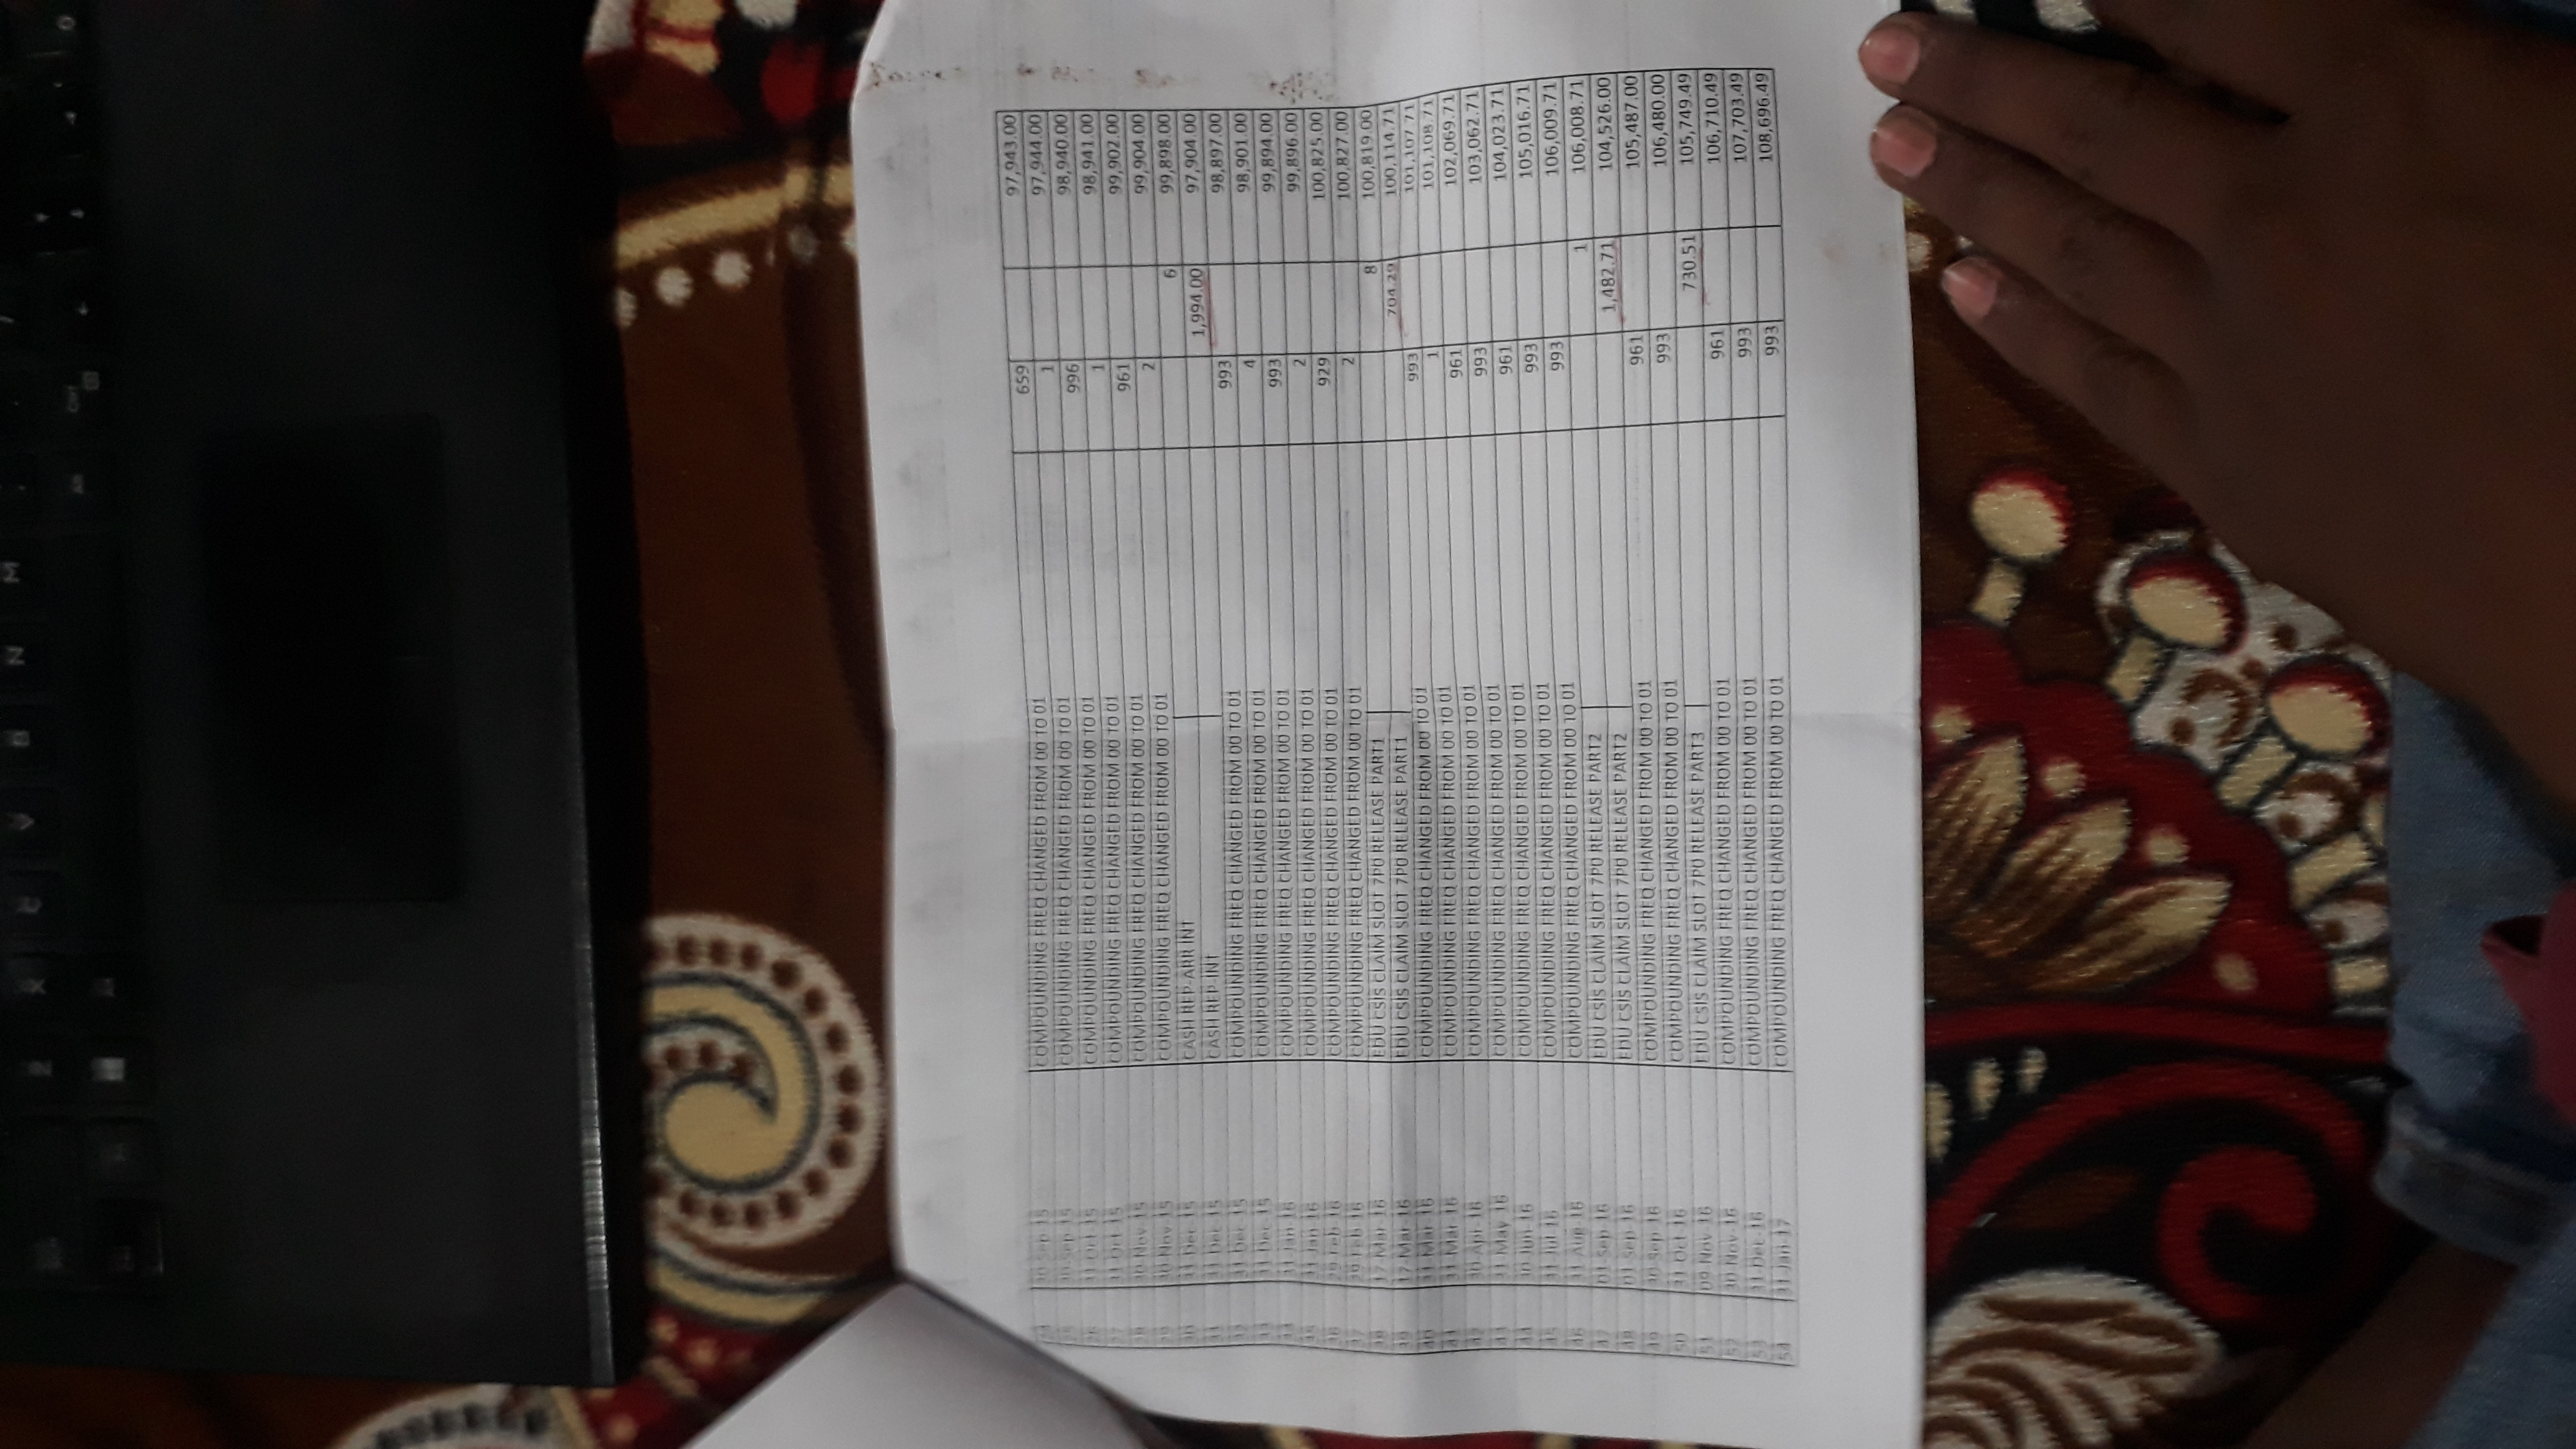 Z X C V B N M
Alt Ctrl
30-Sep-15 COMPOUNDING FREQ CHANGED FROM 00 TO 01 659 97,943.00
30-Sep-15 COMPOUNDING FREQ CHANGED FROM 00 TO 01 1 97,944.00
31-Oct-15 COMPOUNDING FREQ CHANGED FROM 00 TO 01 996 98,940.00
31-Oct-15 COMPOUNDING FREQ CHANGED FROM 00 TO 01 1 98,941.00
30-Nov-15 COMPOUNDING FREQ CHANGED FROM 00 TO 01 961 99,902.00
30-Nov-15 COMPOUNDING FREQ CHANGED FROM 00 TO 01 2 99,904.00
31-Dec-15 CASH REP-ARR INT 6 99,898.00
31-Dec-15 CASH REP-INT 1,994.00 97,904.00
31-Dec-15 COMPOUNDING FREQ CHANGED FROM 00 TO 01 993 98,897.00
31-Dec-15 COMPOUNDING FREQ CHANGED FROM 00 TO 01 4 98,901.00
31-Jan-16 COMPOUNDING FREQ CHANGED FROM 00 TO 01 993 99,894.00
31-Jan-16 COMPOUNDING FREQ CHANGED FROM 00 TO 01 2 99,896.00
29-Feb-16 COMPOUNDING FREQ CHANGED FROM 00 TO 01 929 100,825.00
29-Feb-16 COMPOUNDING FREQ CHANGED FROM 00 TO 01 2 100,827.00
17-Mar-16 EDU CSIS CLAIM SLOT 7P0 RELEASE PART1 8 100,819.00
17-Mar-16 EDU CSIS CLAIM SLOT 7P0 RELEASE PART1 704.29 100,114.71
31-Mar-16 COMPOUNDING FREQ CHANGED FROM 00 TO 01 993 101,107.71
31-Mar-16 COMPOUNDING FREQ CHANGED FROM 00 TO 01 1 101,108.71
30-Apr-16 COMPOUNDING FREQ CHANGED FROM 00 TO 01 961 102,069.71
31-May-16 COMPOUNDING FREQ CHANGED FROM 00 TO 01 993 103,062.71
30-Jun-16 COMPOUNDING FREQ CHANGED FROM 00 TO 01 961 104,023.71
45 31-Jul-16 COMPOUNDING FREQ CHANGED FROM 00 TO 01 993 105,016.71
46 31-Aug-16 COMPOUNDING FREQ CHANGED FROM 00 TO 01 993 106,009.71
47 01-Sep-16 EDU CSIS CLAIM SLOT 7P0 RELEASE PART2 1 106,008.71
48 01-Sep-16 EDU CSIS CLAIM SLOT 7P0 RELEASE PART2 1,482.71 104,526.00
49 30-Sep-16 COMPOUNDING FREQ CHANGED FROM 00 TO 01 961 105,487.00
50 31-Oct-16 COMPOUNDING FREQ CHANGED FROM 00 TO 01 993 106,480.00
51 09-Nov-16 EDU CSIS CLAIM SLOT 7P0 RELEASE PART3 730.51 105,749.49
52 30-Nov-16 COMPOUNDING FREQ CHANGED FROM 00 TO 01 961 106,710.49
53 31-Dec-16 COMPOUNDING FREQ CHANGED FROM 00 TO 01 993 107,703.49
54 31-Jan-17 COMPOUNDING FREQ CHANGED FROM 00 TO 01 993 108,696.49